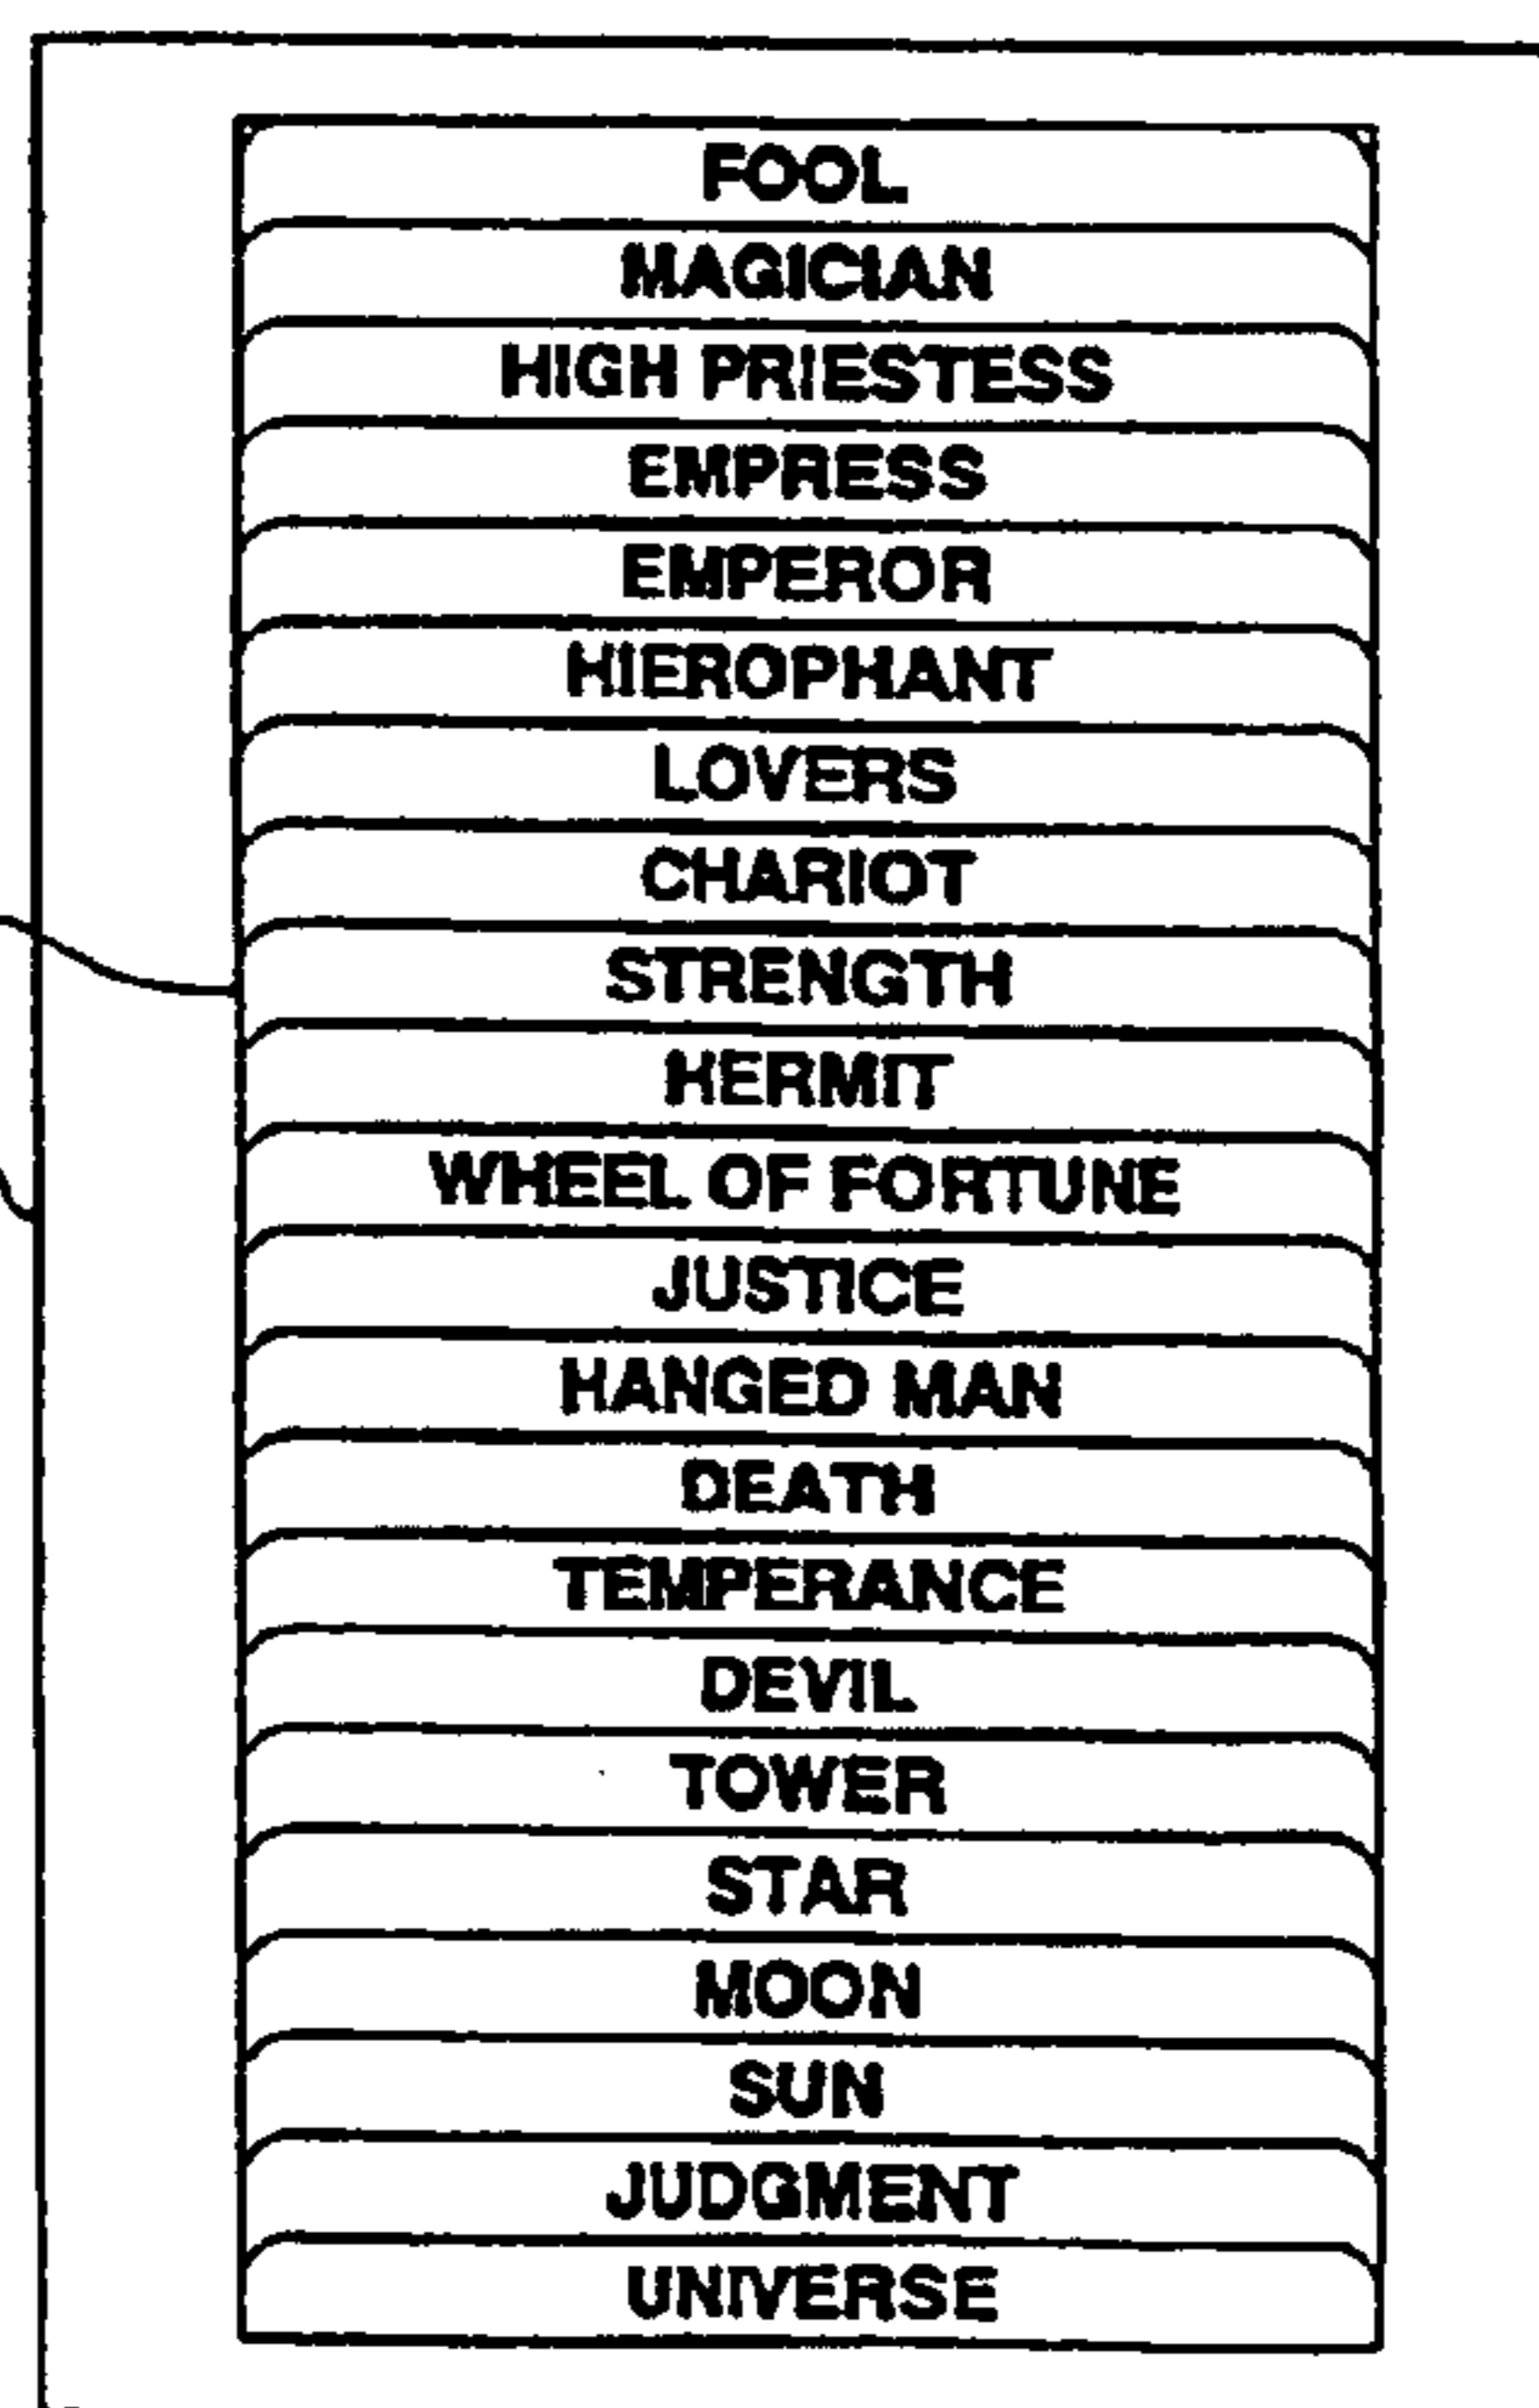 FOOL
MAGICIAN
HIGH PRIESTESS
EMPRESS
EMPEROR
HIEROPHANT
LOVERS
CHARIOT
STRENGTH
HERMIT
WHEEL OF FORTUNE
JUSTICE
HANGED MAN
DEATH
TEMPERANCE
DEVIL
TOWER
STAR
MOON
SUN
JUDGMENT
UNIVERSE